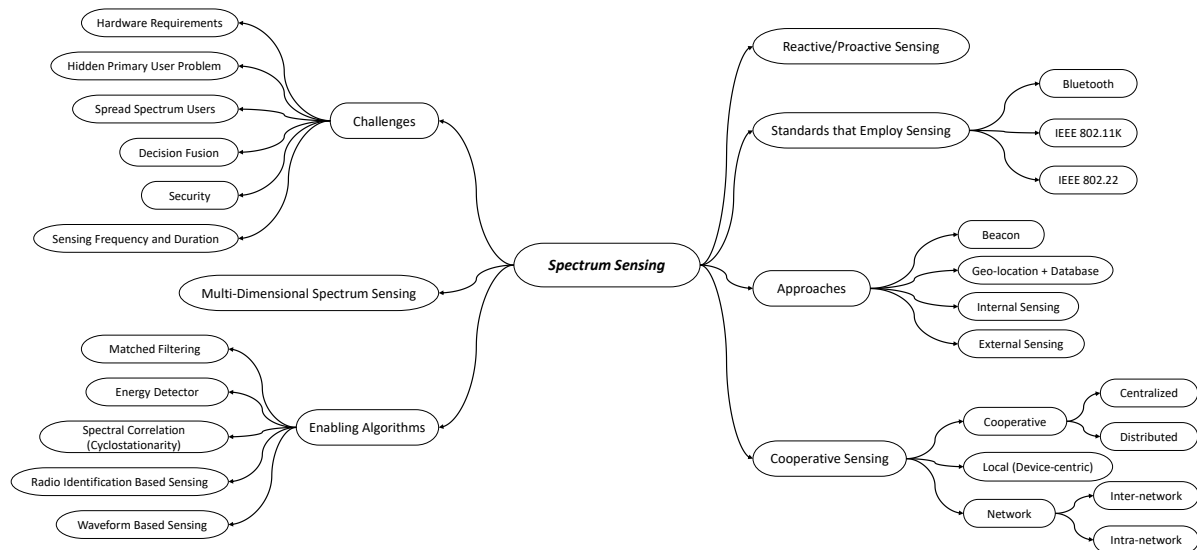 Hardware Requirements
Hidden Primary User Problem
Spread Spectrum Users
Decision Fusion
Security
Sensing Frequency and Duration
Challenges
Multi-Dimensional Spectrum Sensing
Matched Filtering
Energy Detector
Spectral Correlation
(Cyclostationarity)
Radio Identification Based Sensing
Waveform Based Sensing
Enabling Algorithms
Spectrum Sensing
Reactive/Proactive Sensing
Standards that Employ Sensing
Bluetooth
IEEE 802.11K
IEEE 802.22
Approaches
Beacon
Geo-location + Database
Internal Sensing
External Sensing
Cooperative Sensing
Cooperative
Centralized
Distributed
Local (Device-centric)
Network
Inter-network
Intra-network